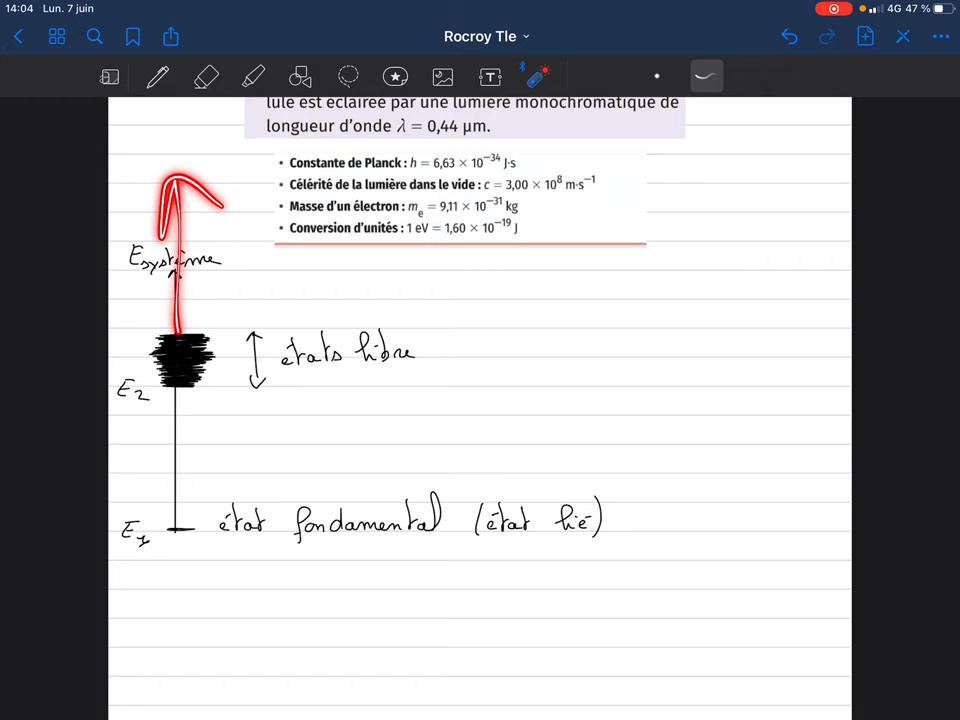 14:04 Lun. 7 juin
4G 47 %
Rocroy Tle
lule est éclairée par une lumière monochromatique de
longueur d'onde λ = 0,44 µm.
• Constante de Planck : h = 6,63 × 10⁻³⁴ J·s
• Célérité de la lumière dans le vide : c = 3,00 × 10⁸ m·s⁻¹
• Masse d'un électron : mₑ = 9,11 × 10⁻³¹ kg
• Conversion d'unités : 1 eV = 1,60 × 10⁻¹⁹ J
E système
états libre
E₂
E₁ état fondamental (état lié)